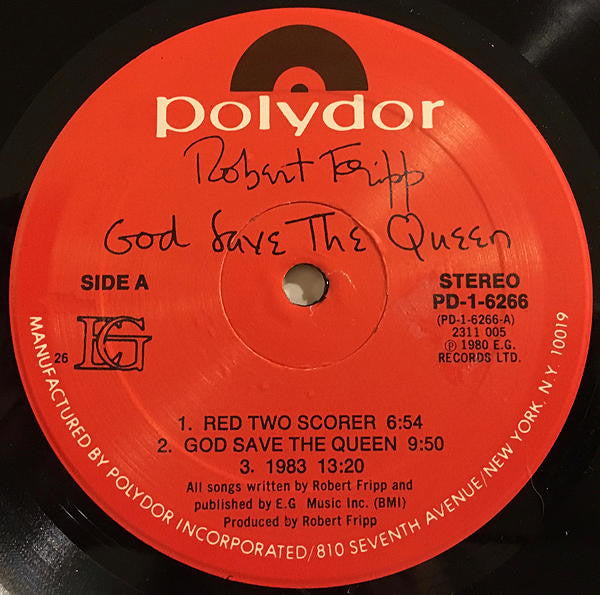 polydor
Robert Fripp
God Save The Queen
SIDE A
26 EG
STEREO
PD-1-6266
(PD-1-6266-A)
2311 005
℗ 1980 E.G.
RECORDS LTD.
1. RED TWO SCORER 6:54
2. GOD SAVE THE QUEEN 9:50
3. 1983 13:20
All songs written by Robert Fripp and
published by E.G Music Inc. (BMI)
Produced by Robert Fripp
MANUFACTURED BY POLYDOR INCORPORATED/810 SEVENTH AVENUE/NEW YORK, N.Y. 10019